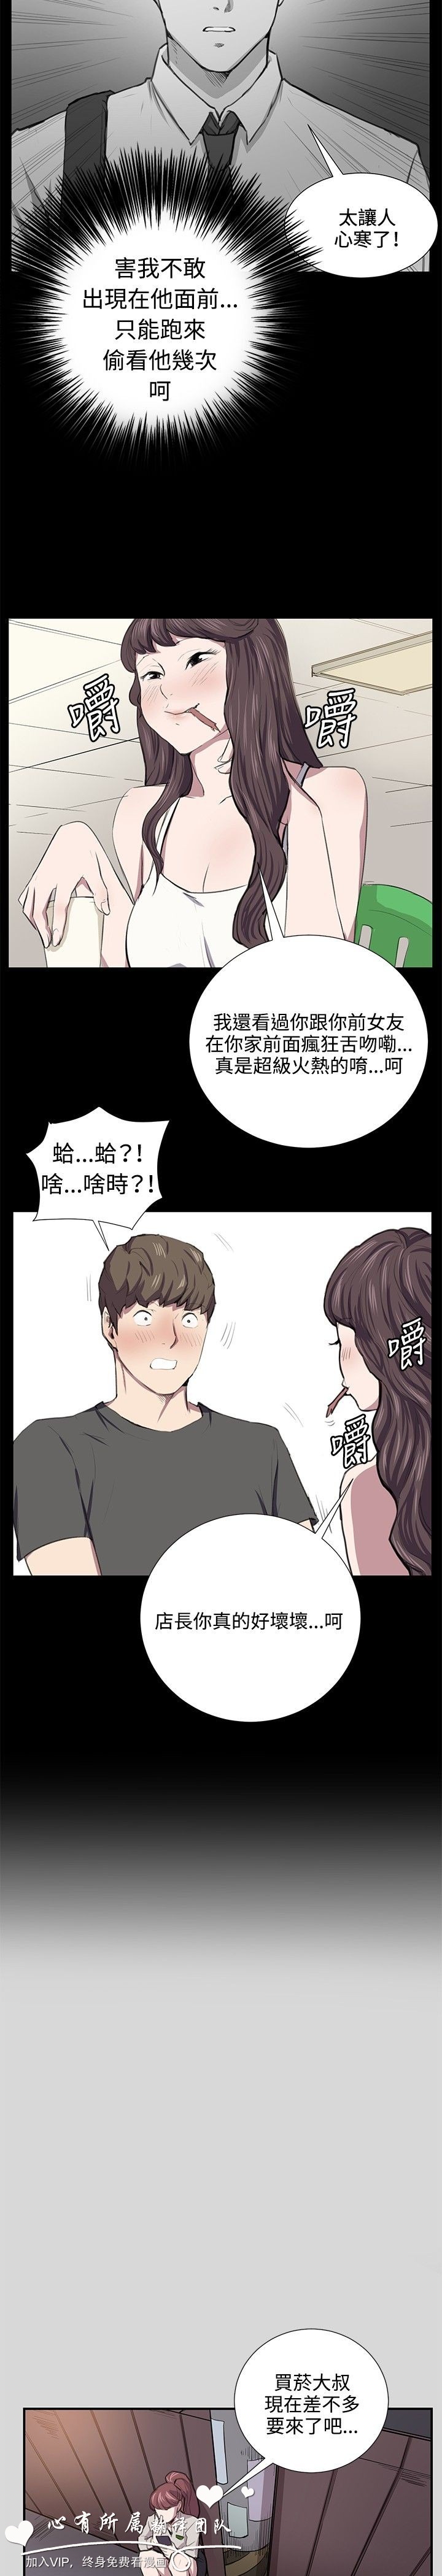 太讓人
心寒了!
害我不敢
出現在他面前...
只能跑來
偷看他幾次
呵
嚼
嚼
我還看過你跟你前女友
在你家前面瘋狂舌吻嘞...
真是超級火熱的唷...呵
蛤...蛤?!
啥...啥時?!
嚼
嚼
店長你真的好壞壞...呵
買菸大叔
現在差不多
要來了吧...
心有所属翻译团队
加入VIP，终身免费看漫画